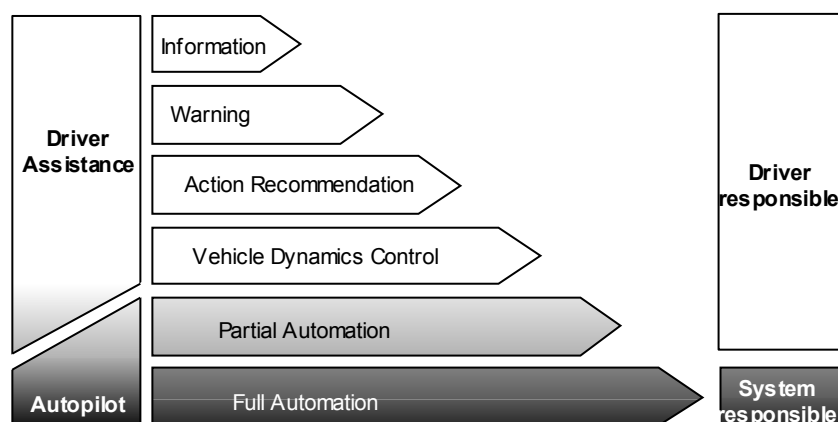 Information
Warning
Driver
Assistance
Action Recommendation
Driver
responsible
Vehicle Dynamics Control
Partial Automation
Autopilot
Full Automation
System
responsible